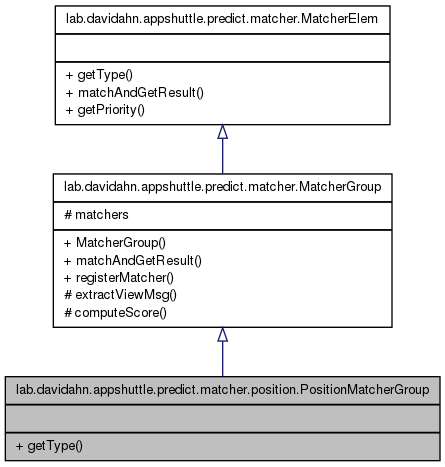 lab.davidahn.appshuttle.predict.matcher.MatcherElem
+ getType()
+ matchAndGetResult()
+ getPriority()
lab.davidahn.appshuttle.predict.matcher.MatcherGroup
# matchers
+ MatcherGroup()
+ matchAndGetResult()
+ registerMatcher()
# extractViewMsg()
# computeScore()
lab.davidahn.appshuttle.predict.matcher.position.PositionMatcherGroup
+ getType()